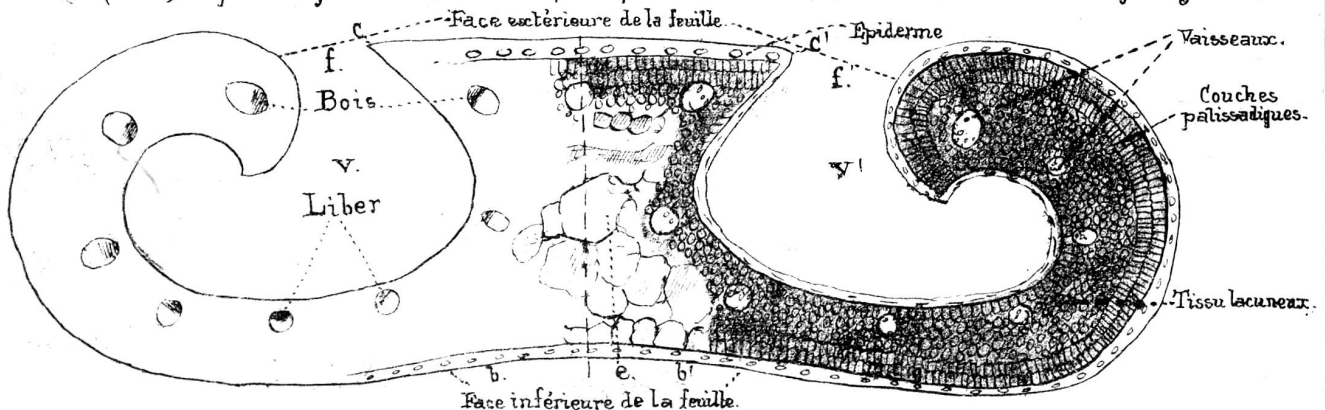 Face extérieure de la feuille
c.
c'
Epiderme
Vaisseaux.
f.
f."
Bois
Couches
palissadiques.
v.
V'
Liber
Tissu lacuneux.
b.
e.
b'
Face inférieure de la feuille.